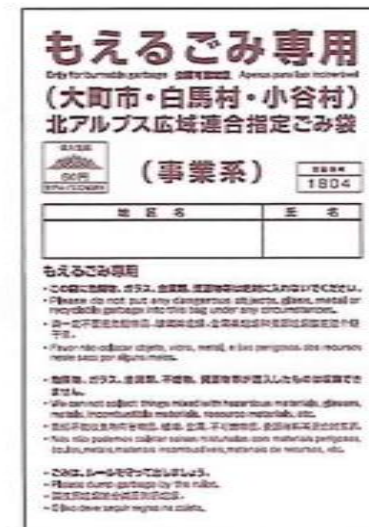 もえるごみ専用
Only for burnable garbage
(大町市・白馬村・小谷村)
北アルプス広域連合指定ごみ袋
60円
(事業系)
1804
地区名 氏名
もえるごみ専用
・この袋に危険物、ガラス、金属類、資源物等は絶対に入れないでください。
・Please do not put any dangerous objects, glass, metal or
recyclable garbage into this bag under any circumstances.
・Favor não colocar objetos, vidro, metal, e lixo perigosos dos recursos
neste saco por algum meios.
・危険物、ガラス、金属類、不燃物、資源物等が混入したものは収集でき
ません。
・We can not collect things mixed with hazardous materials, glasses,
metals, incombustible materials, resource materials, etc.
・Nós não podemos coletar coisas misturadas com materiais perigosos,
óculos, metais, materiais incombustíveis, materiais de recursos, etc.
・ごみは、ルールを守って出しましょう。
・Please dump garbage by the rules.
・O lixo deve seguir regras na coleta.